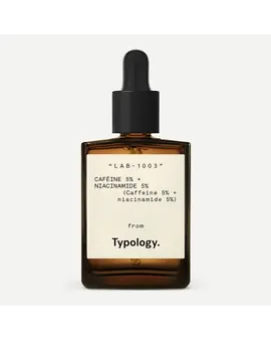 "LAB-1003"
CAFÉINE 5% +
NIACINAMIDE 5%
(Caffeine 5% +
niacinamide 5%)
from
Typology.